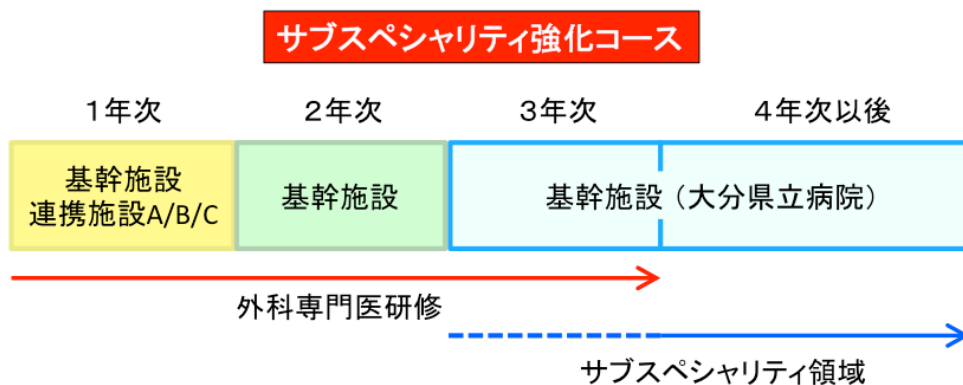 サブスペシャリティ強化コース
１年次
２年次
３年次
４年次以後
基幹施設
連携施設A/B/C
基幹施設
基幹施設（大分県立病院）
外科専門医研修
サブスペシャリティ領域